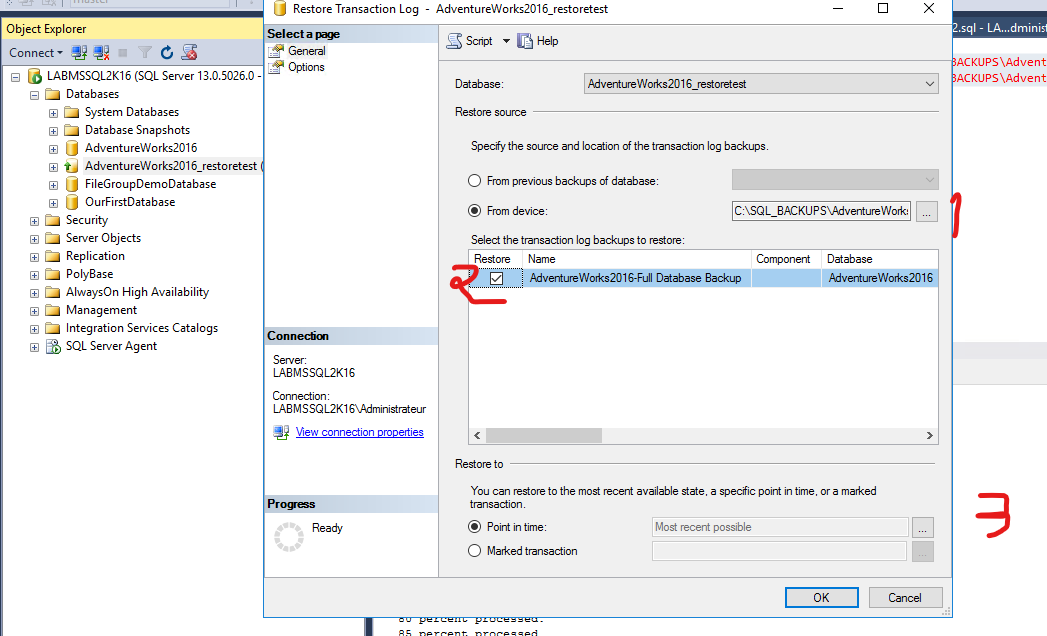 master
Restore Transaction Log - AdventureWorks2016_restoretest
Object Explorer
Connect
LABMSSQL2K16 (SQL Server 13.0.5026.0 -
Databases
System Databases
Database Snapshots
AdventureWorks2016
AdventureWorks2016_restoretest (
FileGroupDemoDatabase
OurFirstDatabase
Security
Server Objects
Replication
PolyBase
AlwaysOn High Availability
Management
Integration Services Catalogs
SQL Server Agent
Select a page
General
Options
Connection
Server:
LABMSSQL2K16
Connection:
LABMSSQL2K16\Administrateur
View connection properties
Progress
Ready
Script
Help
Database:
AdventureWorks2016_restoretest
Restore source
Specify the source and location of the transaction log backups.
From previous backups of database:
From device:
C:\SQL_BACKUPS\AdventureWorks
...
1
Select the transaction log backups to restore:
Restore Name Component Database
2
AdventureWorks2016-Full Database Backup AdventureWorks2016
Restore to
You can restore to the most recent available state, a specific point in time, or a marked
transaction.
Point in time:
Most recent possible
...
3
Marked transaction
...
OK
Cancel
2.sql - LA...dminis
BACKUPS\Advent
BACKUPS\Advent
80 percent processed.
85 percent processed